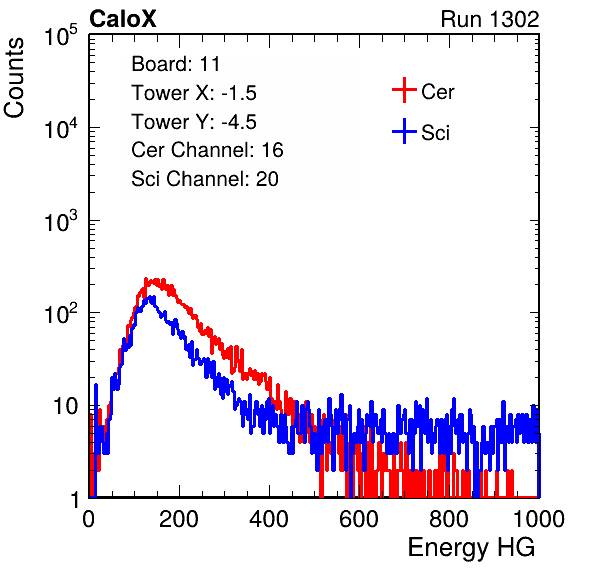 CaloX Run 1302
Counts
10^5
10^4
10^3
10^2
10
1
Board: 11
Tower X: -1.5
Tower Y: -4.5
Cer Channel: 16
Sci Channel: 20
Cer
Sci
0 200 400 600 800 1000
Energy HG